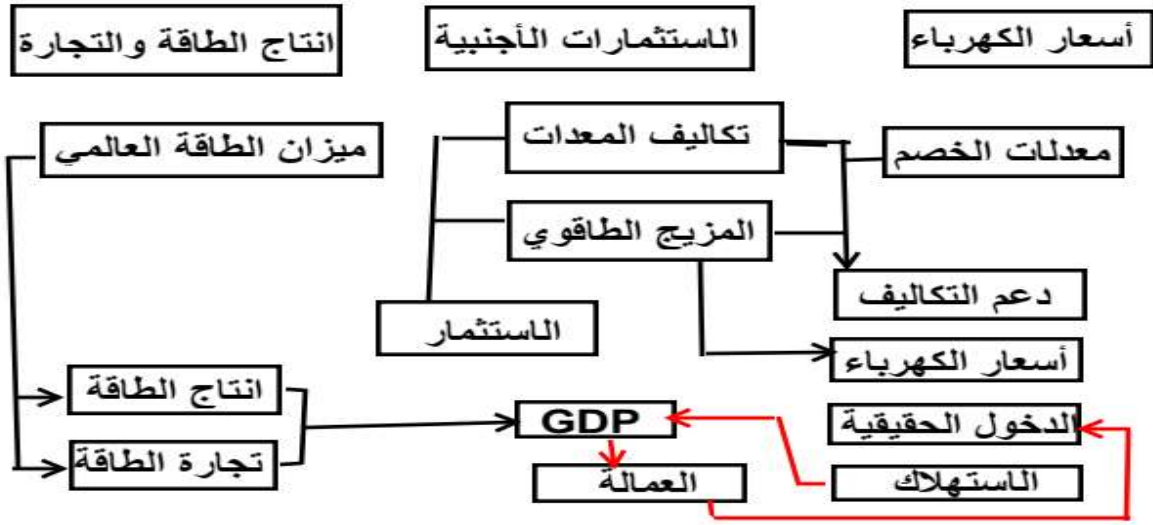 أسعار الكهرباء
الاستثمارات الأجنبية
انتاج الطاقة والتجارة
معدلات الخصم
تكاليف المعدات
ميزان الطاقة العالمي
المزيج الطاقوي
دعم التكاليف
الاستثمار
أسعار الكهرباء
انتاج الطاقة
الدخول الحقيقية
GDP
تجارة الطاقة
الاستهلاك
العمالة